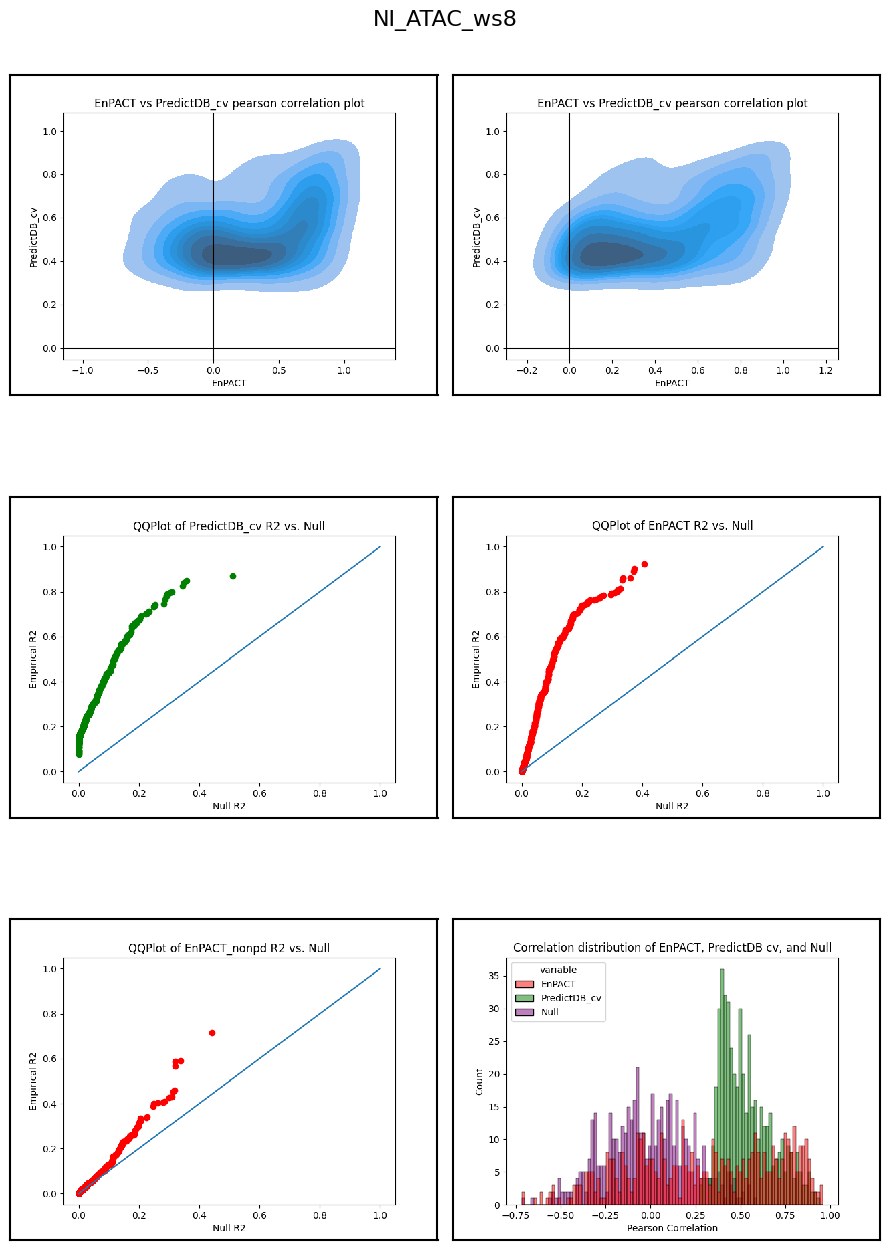 NI_ATAC_ws8
EnPACT vs PredictDB_cv pearson correlation plot
1.0
0.8
0.6
0.4
0.2
0.0
PredictDB_cv
−1.0 −0.5 0.0 0.5 1.0
EnPACT
EnPACT vs PredictDB_cv pearson correlation plot
1.0
0.8
0.6
0.4
0.2
0.0
PredictDB_cv
−0.2 0.0 0.2 0.4 0.6 0.8 1.0 1.2
EnPACT
QQPlot of PredictDB_cv R2 vs. Null
1.0
0.8
0.6
0.4
0.2
0.0
Empirical R2
0.0 0.2 0.4 0.6 0.8 1.0
Null R2
QQPlot of EnPACT R2 vs. Null
1.0
0.8
0.6
0.4
0.2
0.0
Empirical R2
0.0 0.2 0.4 0.6 0.8 1.0
Null R2
QQPlot of EnPACT_nonpd R2 vs. Null
1.0
0.8
0.6
0.4
0.2
0.0
Empirical R2
0.0 0.2 0.4 0.6 0.8 1.0
Null R2
Correlation distribution of EnPACT, PredictDB cv, and Null
variable
EnPACT
PredictDB_cv
Null
35
30
25
20
15
10
5
0
Count
−0.75 −0.50 −0.25 0.00 0.25 0.50 0.75 1.00
Pearson Correlation